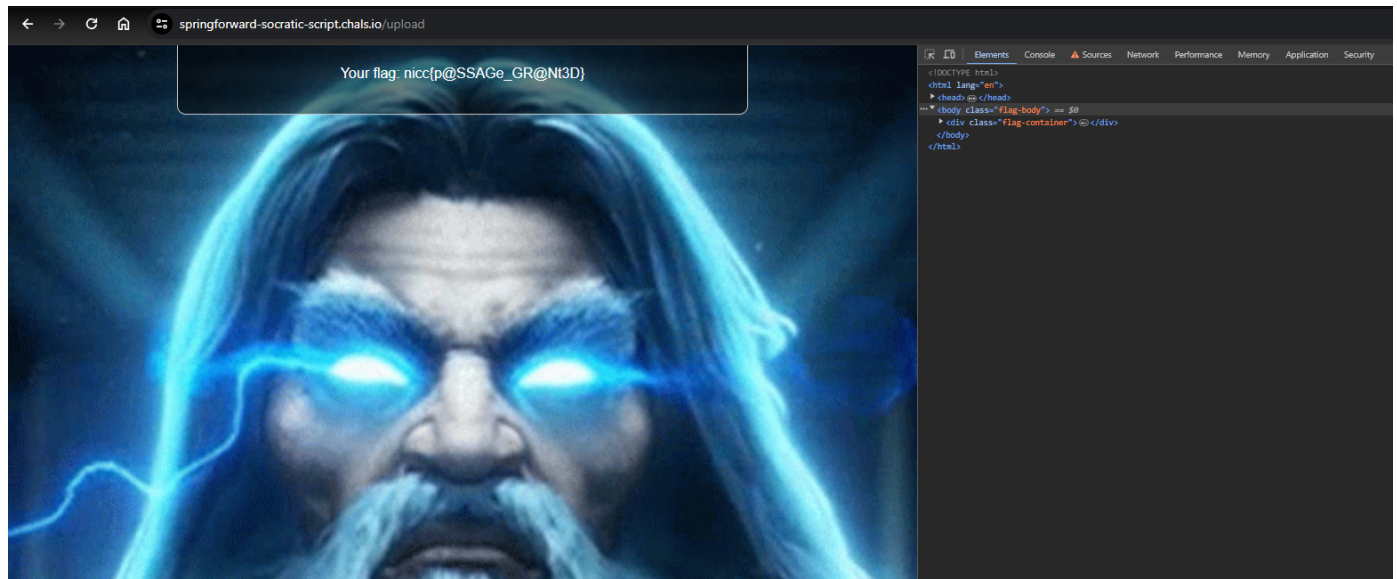 springforward-socratic-script.chals.io/upload
Your flag: nicc{p@SSAGe_GR@Nt3D}
Elements Console Sources Network Performance Memory Application Security
<!DOCTYPE html>
<html lang="en">
<head> </head>
<body class="flag-body"> == $0
<div class="flag-container"> </div>
</body>
</html>